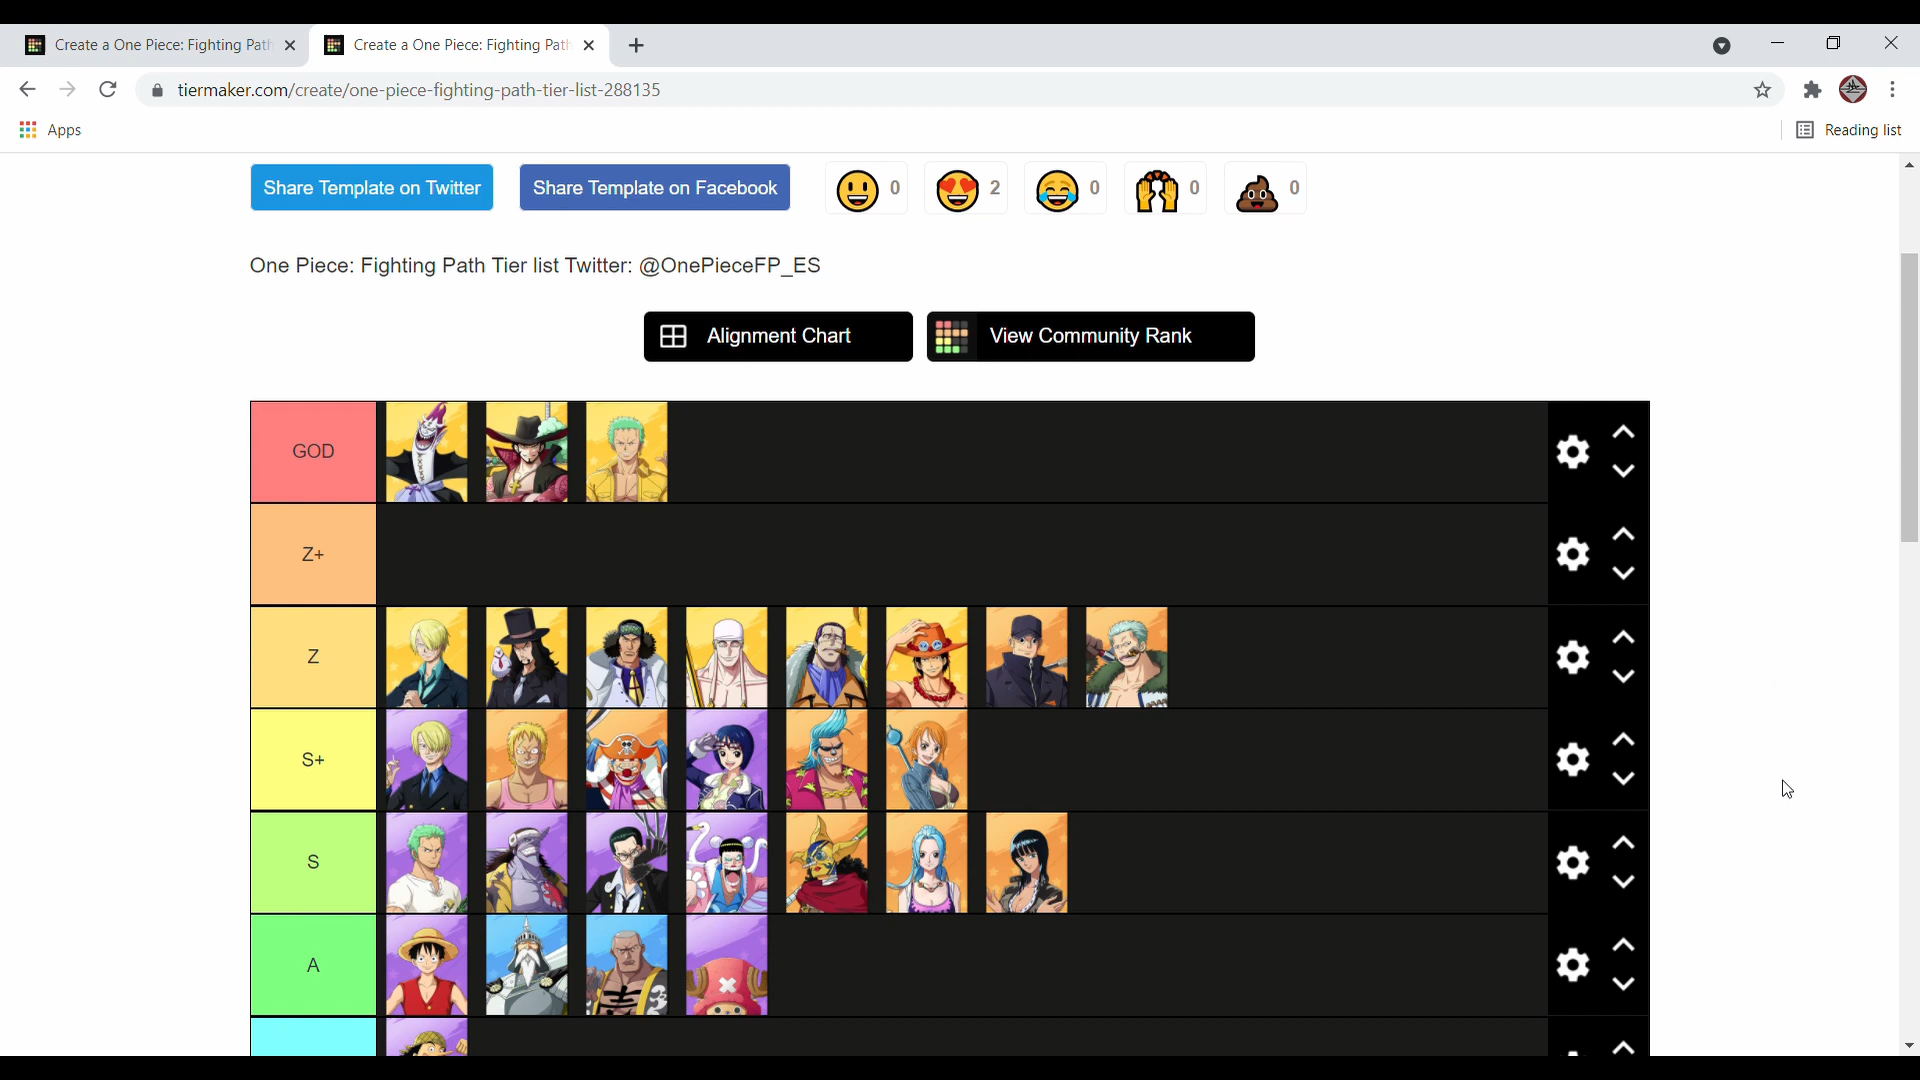 Create a One Piece: Fighting Path
Create a One Piece: Fighting Path
tiermaker.com/create/one-piece-fighting-path-tier-list-288135
Apps
Reading list
Share Template on Twitter
Share Template on Facebook
0
2
0
0
0
One Piece: Fighting Path Tier list Twitter: @OnePieceFP_ES
Alignment Chart
View Community Rank
GOD
Z+
Z
S+
S
A